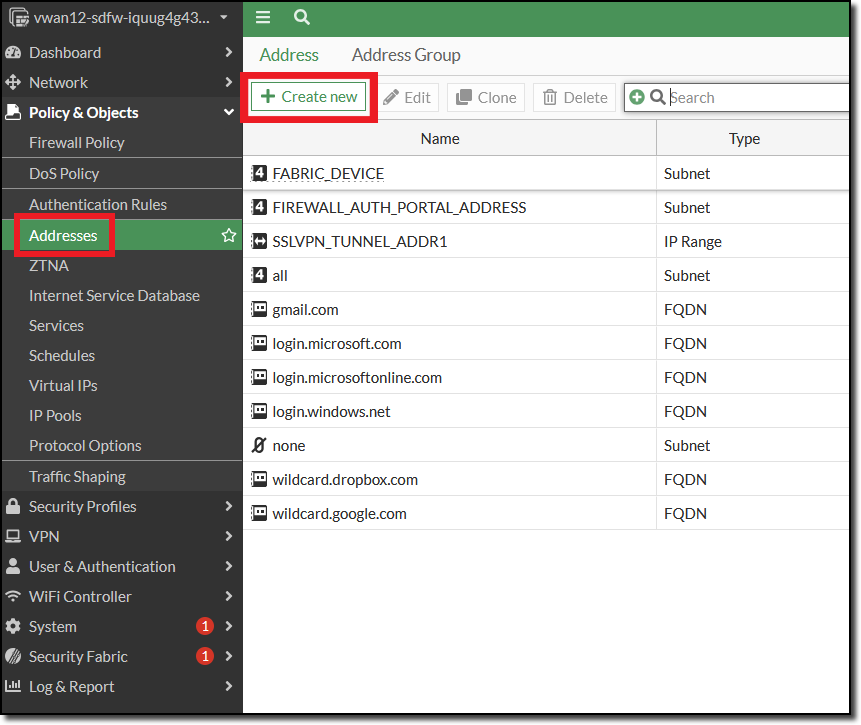 vwan12-sdfw-iquug4g43...
Dashboard
Network
Policy & Objects
Firewall Policy
DoS Policy
Authentication Rules
Addresses
ZTNA
Internet Service Database
Services
Schedules
Virtual IPs
IP Pools
Protocol Options
Traffic Shaping
Security Profiles
VPN
User & Authentication
WiFi Controller
System 1
Security Fabric 1
Log & Report
Address Address Group
+ Create new Edit Clone Delete Search
Name Type
4 FABRIC_DEVICE Subnet
4 FIREWALL_AUTH_PORTAL_ADDRESS Subnet
SSLVPN_TUNNEL_ADDR1 IP Range
4 all Subnet
gmail.com FQDN
login.microsoft.com FQDN
login.microsoftonline.com FQDN
login.windows.net FQDN
none Subnet
wildcard.dropbox.com FQDN
wildcard.google.com FQDN